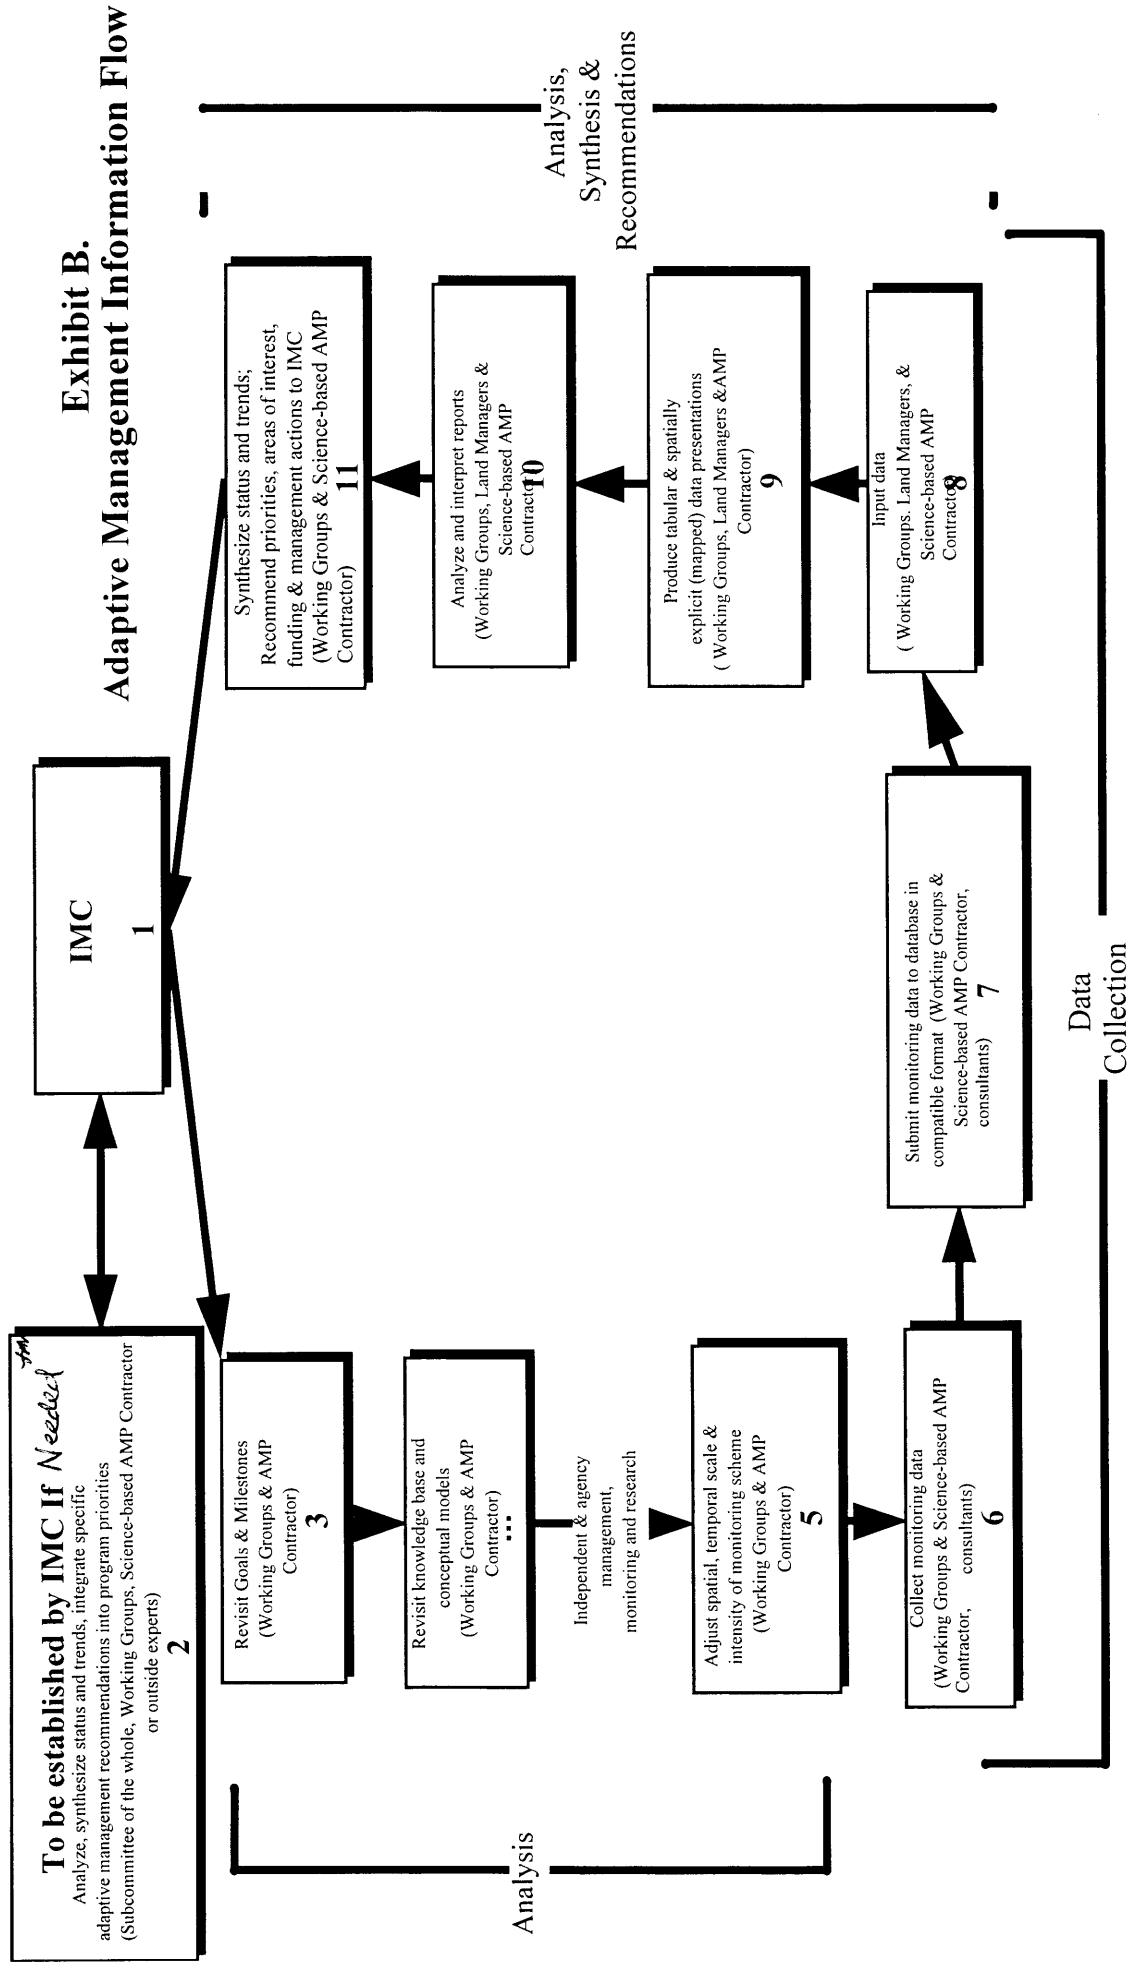 Exhibit B.
Adaptive Management Information Flow
To be established by IMC If Needed
Analyze, synthesize status and trends, integrate specific
adaptive management recommendations into program priorities
(Subcommittee of the whole, Working Groups, Science-based AMP Contractor
or outside experts)
2
IMC
1
Revisit Goals & Milestones
(Working Groups & AMP
Contractor)
3
Revisit knowledge base and
conceptual models
(Working Groups & AMP
Contractor)
...
Independent & agency
management,
monitoring and research
Adjust spatial, temporal scale &
intensity of monitoring scheme
(Working Groups & AMP
Contractor)
5
Collect monitoring data
(Working Groups & Science-based AMP
Contractor, consultants)
6
Submit monitoring data to database in
compatible format (Working Groups &
Science-based AMP Contractor,
consultants)
7
Input data
( Working Groups. Land Managers, &
Science-based AMP
Contractor)
8
Produce tabular & spatially
explicit (mapped) data presentations
( Working Groups, Land Managers &AMP
Contractor)
9
Analyze and interpret reports
(Working Groups, Land Managers &
Science-based AMP
Contractor)
10
Synthesize status and trends;
Recommend priorities, areas of interest,
funding & management actions to IMC
(Working Groups & Science-based AMP
Contractor)
11
Analysis
Data
Collection
Analysis,
Synthesis &
Recommendations